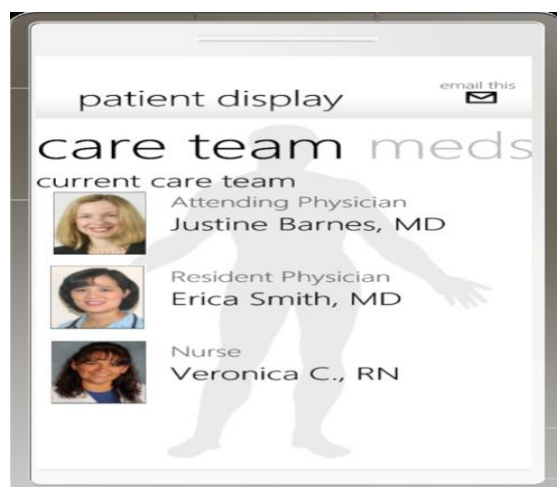 patient display
email this
care team meds
current care team
Attending Physician
Justine Barnes, MD
Resident Physician
Erica Smith, MD
Nurse
Veronica C., RN